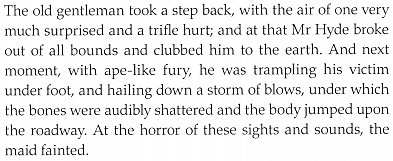 The old gentleman took a step back, with the air of one very
much surprised and a trifle hurt; and at that Mr Hyde broke
out of all bounds and clubbed him to the earth. And next
moment, with ape-like fury, he was trampling his victim
under foot, and hailing down a storm of blows, under which
the bones were audibly shattered and the body jumped upon
the roadway. At the horror of these sights and sounds, the
maid fainted.